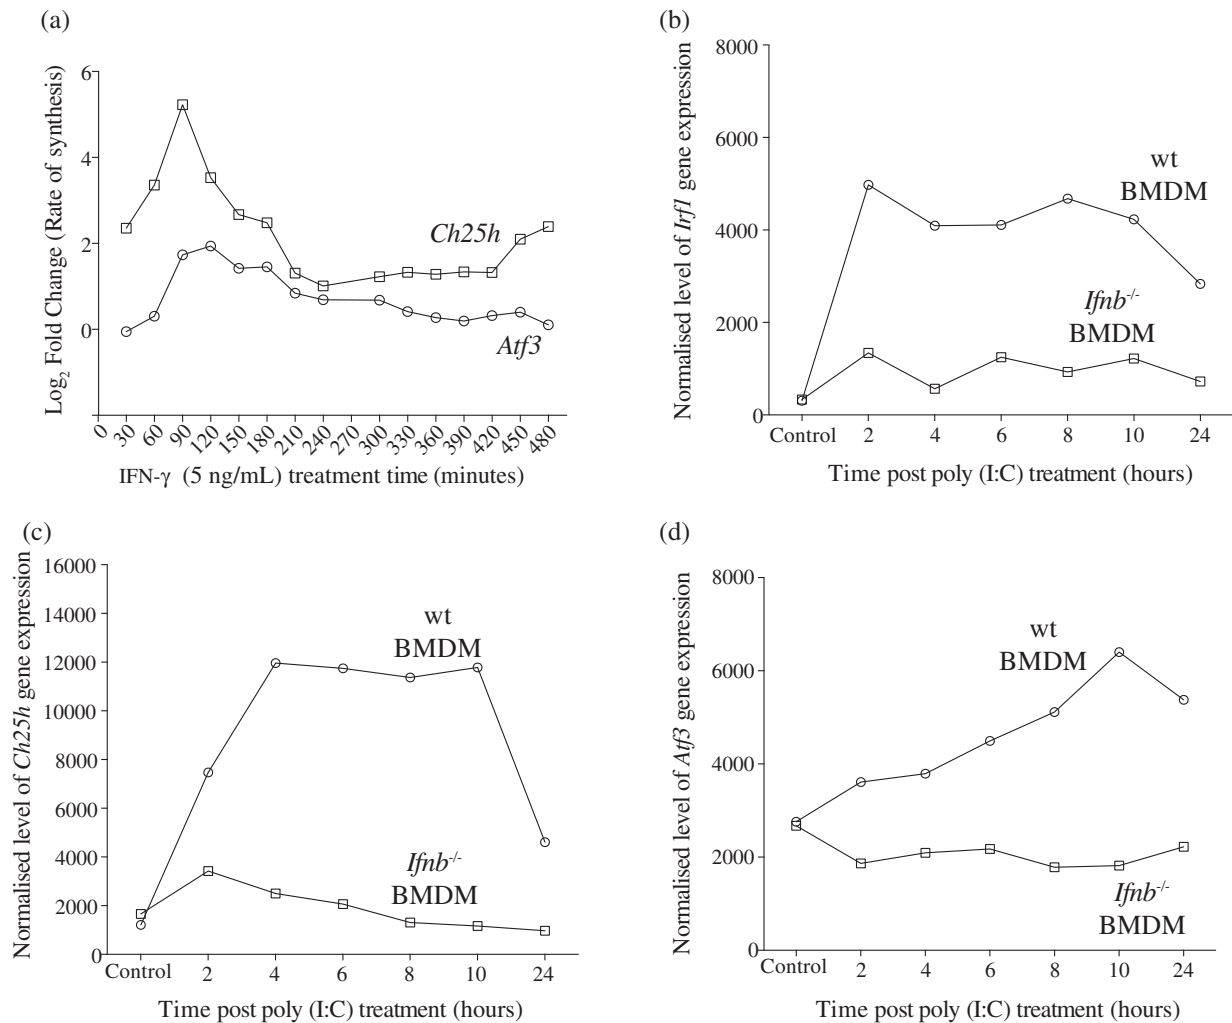 (a)
Log₂ Fold Change (Rate of synthesis)
6
4
2
0
Ch25h
Atf3
0 30 60 90 120 150 180 210 240 270 300 330 360 390 420 450 480
IFN-γ (5 ng/mL) treatment time (minutes)
(b)
Normalised level of Irf1 gene expression
8000
6000
4000
2000
0
wt
BMDM
Ifnb-/-
BMDM
Control 2 4 6 8 10 24
Time post poly (I:C) treatment (hours)
(c)
Normalised level of Ch25h gene expression
16000
14000
12000
10000
8000
6000
4000
2000
0
wt
BMDM
Ifnb-/-
BMDM
Control 2 4 6 8 10 24
Time post poly (I:C) treatment (hours)
(d)
Normalised level of Atf3 gene expression
8000
6000
4000
2000
0
wt
BMDM
Ifnb-/-
BMDM
Control 2 4 6 8 10 24
Time post poly (I:C) treatment (hours)